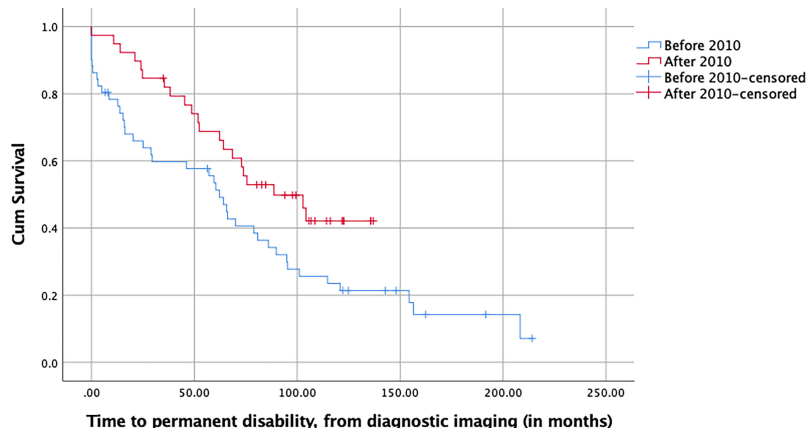 1.0
0.8
0.6
0.4
0.2
0.0
Cum Survival
.00 50.00 100.00 150.00 200.00 250.00
Time to permanent disability, from diagnostic imaging (in months)
Before 2010
After 2010
Before 2010-censored
After 2010-censored